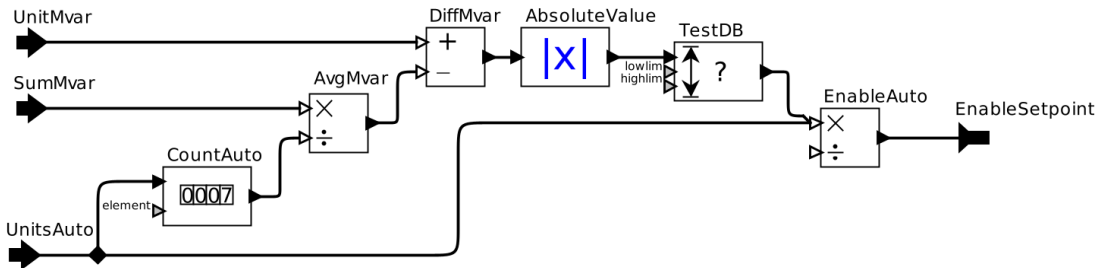 UnitMvar
DiffMvar
AbsoluteValue
TestDB
+
−
|x|
lowlim
highlim
?
SumMvar
AvgMvar
×
÷
EnableAuto
×
÷
EnableSetpoint
CountAuto
0007
element
UnitsAuto